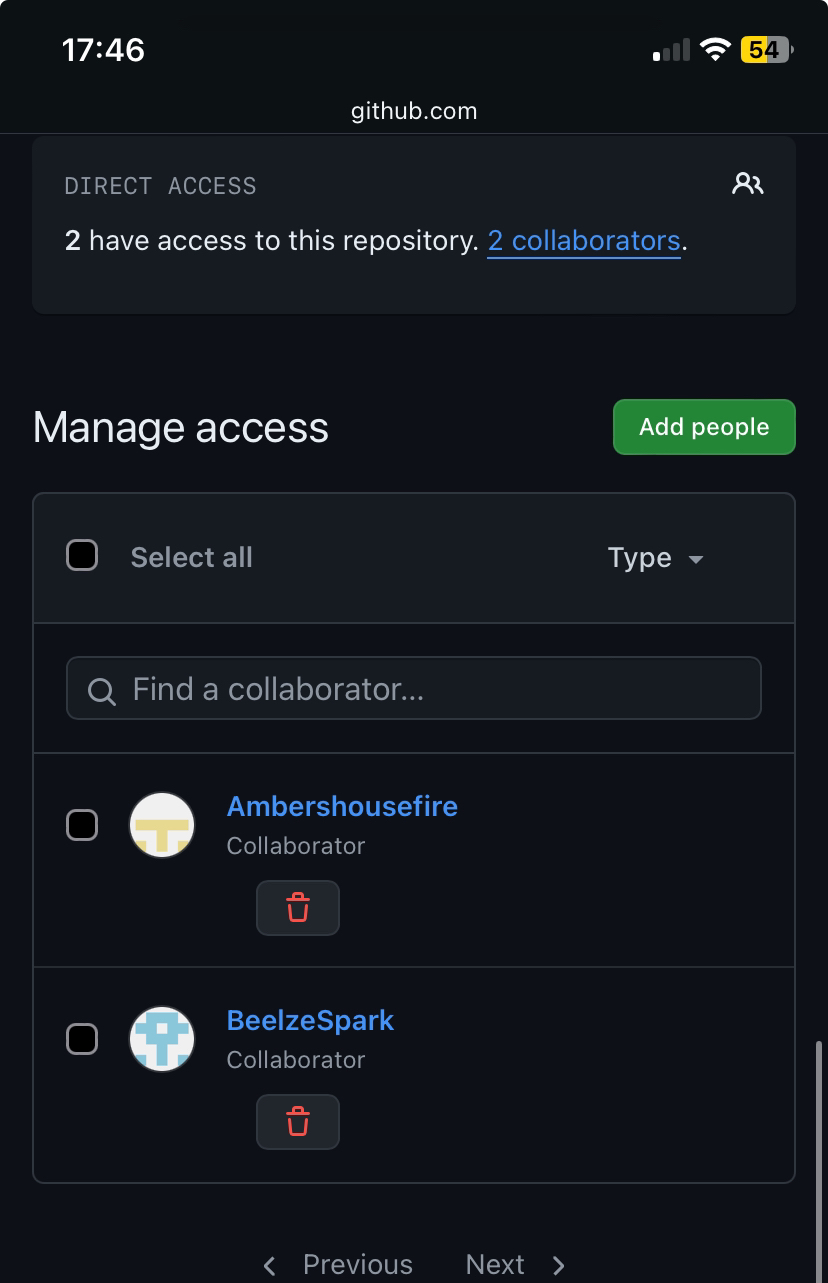 17:46
54
github.com
DIRECT ACCESS
2 have access to this repository. 2 collaborators.
Manage access
Add people
Select all
Type
Find a collaborator...
Ambershousefire
Collaborator
BeelzeSpark
Collaborator
Previous
Next